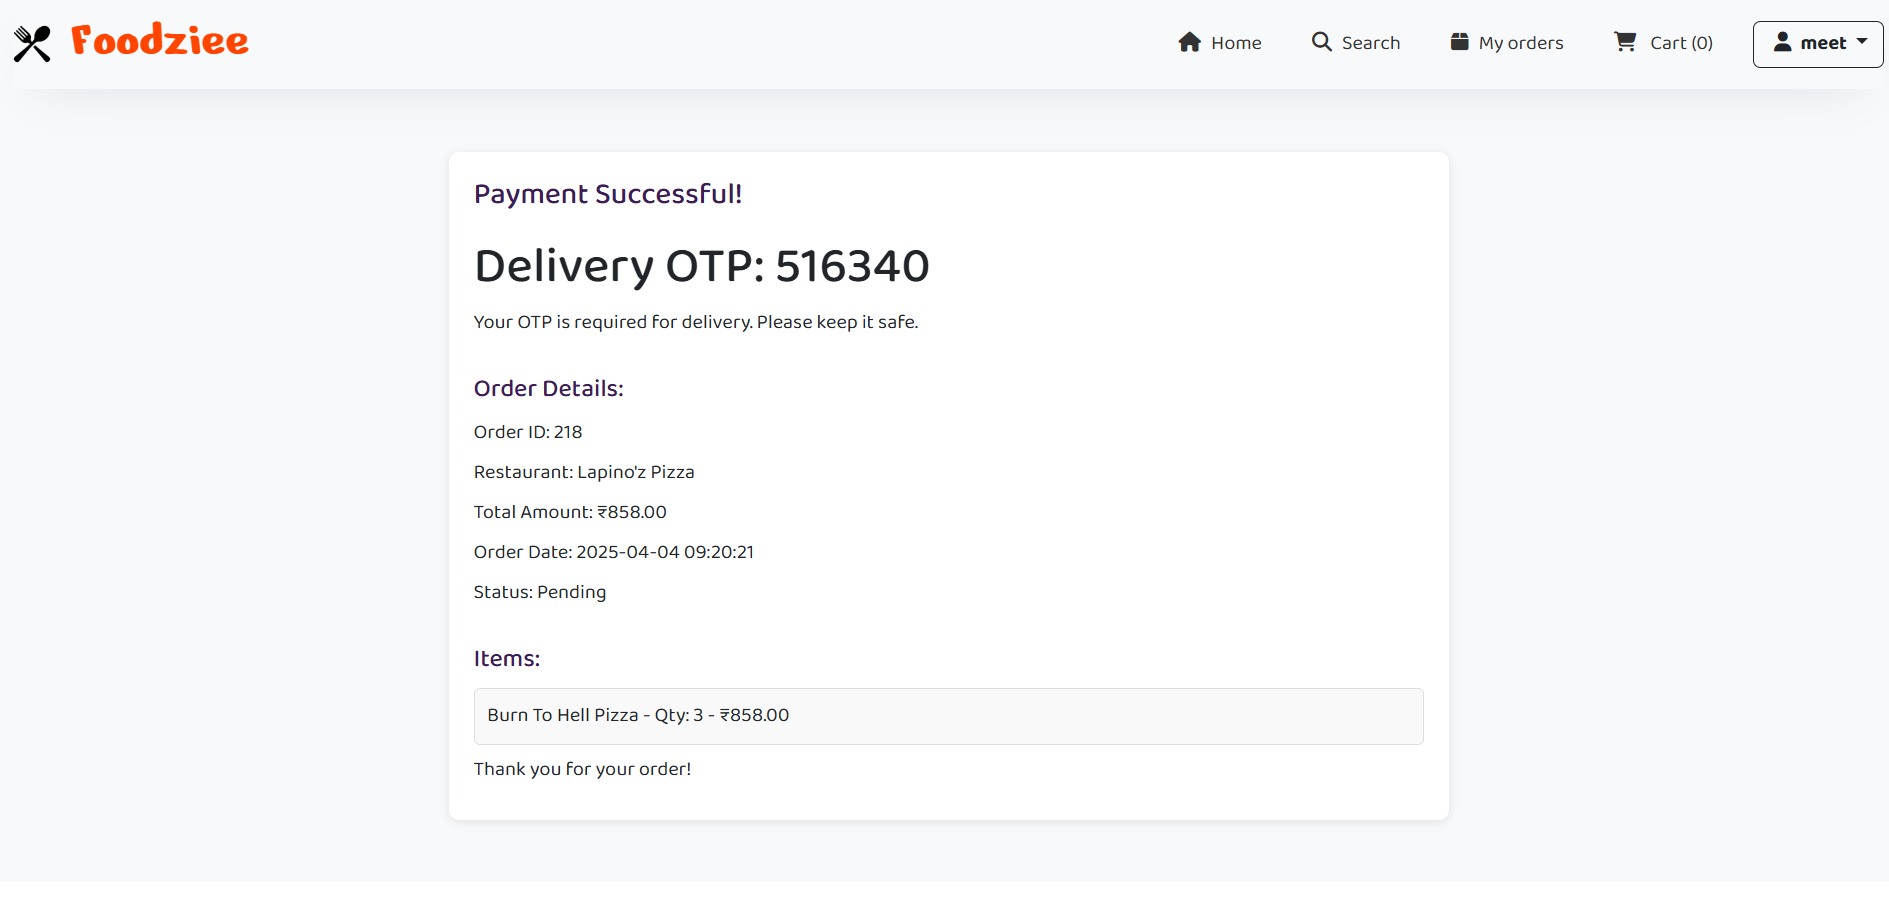 Foodziee
Home Search My orders Cart (0) meet
Payment Successful!
Delivery OTP: 516340
Your OTP is required for delivery. Please keep it safe.
Order Details:
Order ID: 218
Restaurant: Lapino'z Pizza
Total Amount: ₹858.00
Order Date: 2025-04-04 09:20:21
Status: Pending
Items:
Burn To Hell Pizza - Qty: 3 - ₹858.00
Thank you for your order!